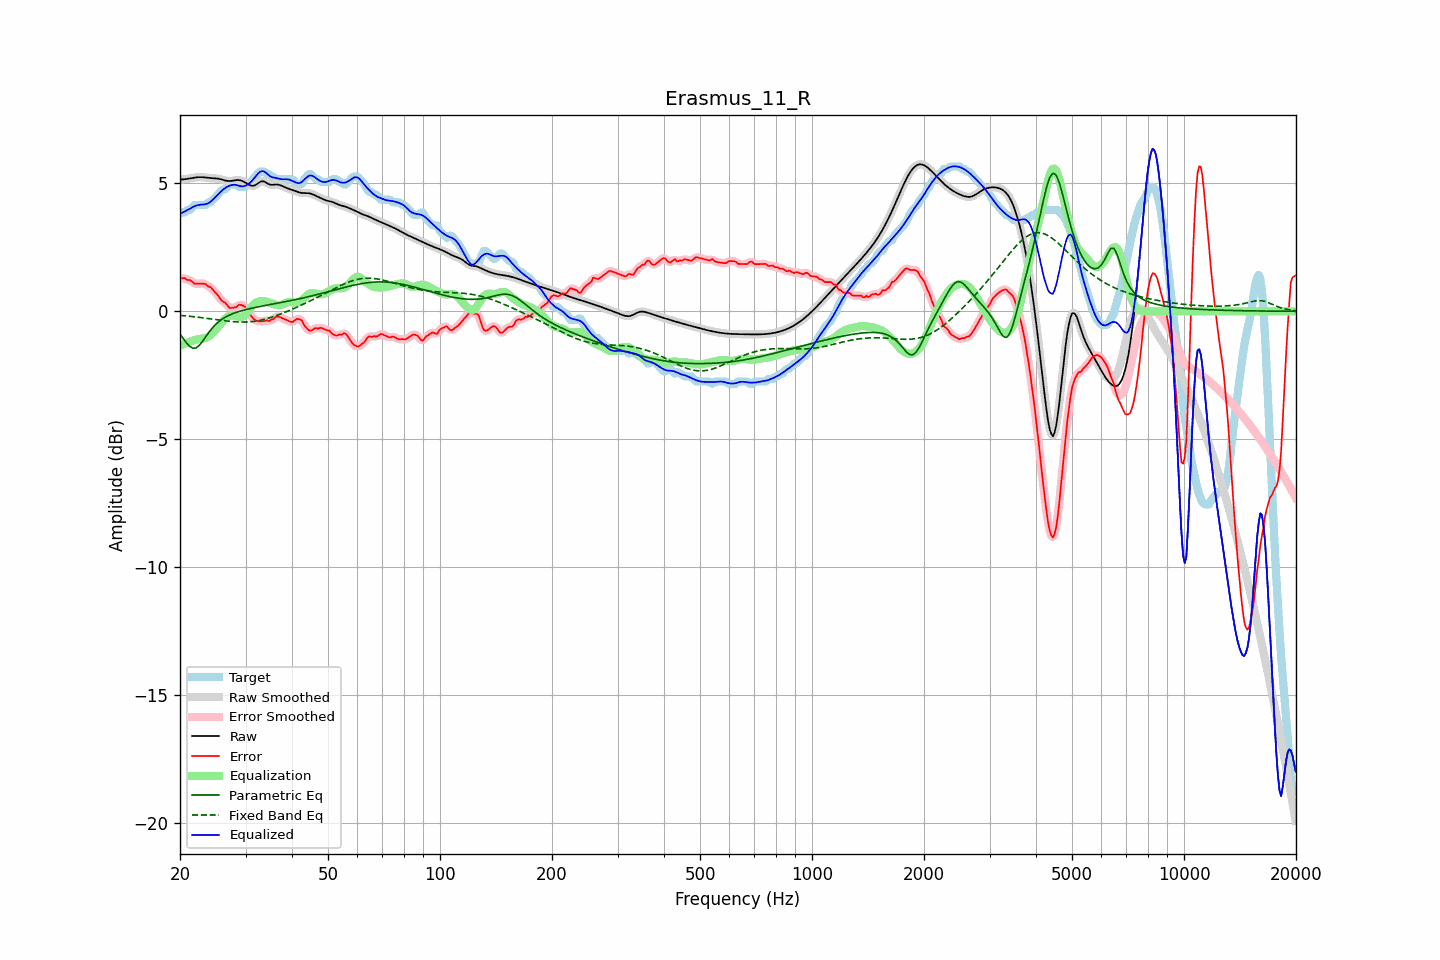 Erasmus_11_R
Amplitude (dBr)
5
0
−5
−10
−15
−20
Target
Raw Smoothed
Error Smoothed
Raw
Error
Equalization
Parametric Eq
Fixed Band Eq
Equalized
20 50 100 200 500 1000 2000 5000 10000 20000
Frequency (Hz)